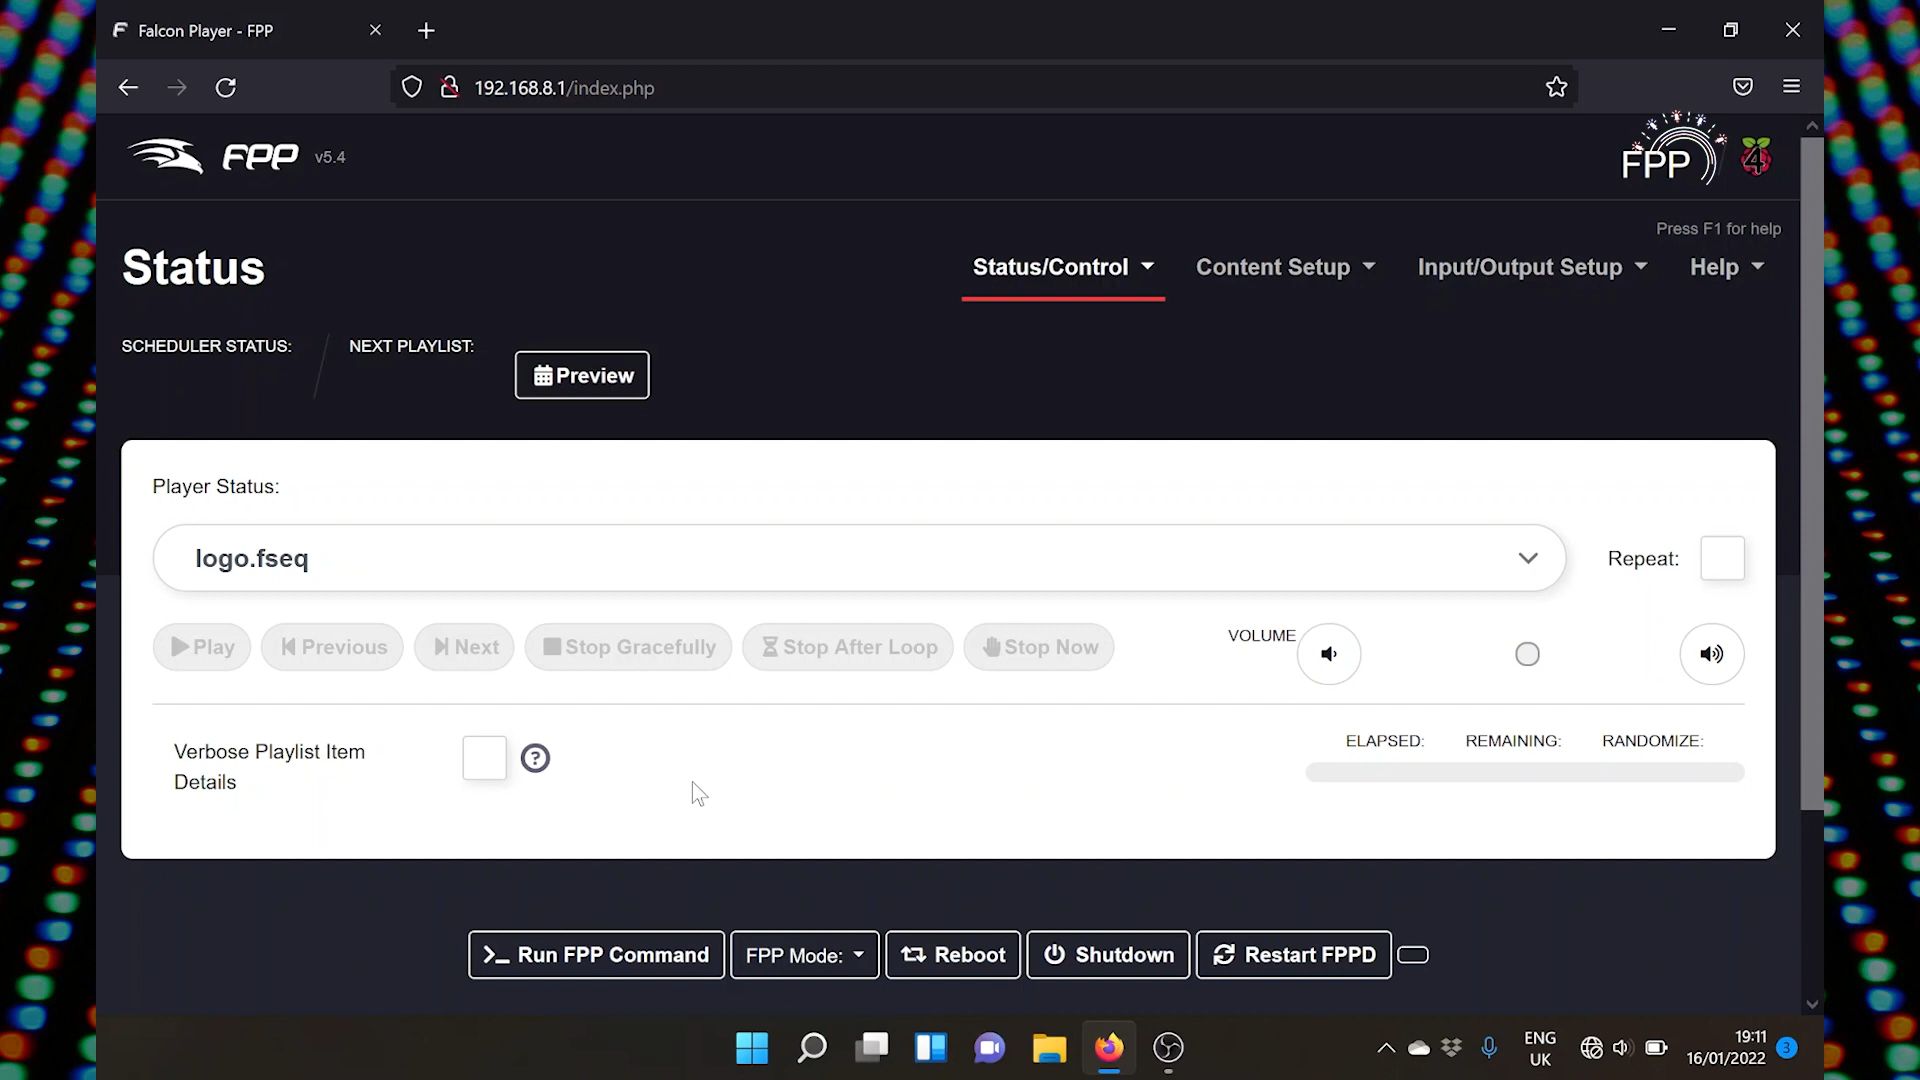 Falcon Player - FPP
192.168.8.1/index.php
FPP v5.4
FPP 4
Press F1 for help
Status
Status/Control
Content Setup
Input/Output Setup
Help
SCHEDULER STATUS:
NEXT PLAYLIST:
Preview
Player Status:
logo.fseq
Repeat:
Play
Previous
Next
Stop Gracefully
Stop After Loop
Stop Now
VOLUME
Verbose Playlist Item
Details
?
ELAPSED:
REMAINING:
RANDOMIZE:
Run FPP Command
FPP Mode:
Reboot
Shutdown
Restart FPPD
ENG
UK
19:11
16/01/2022
3